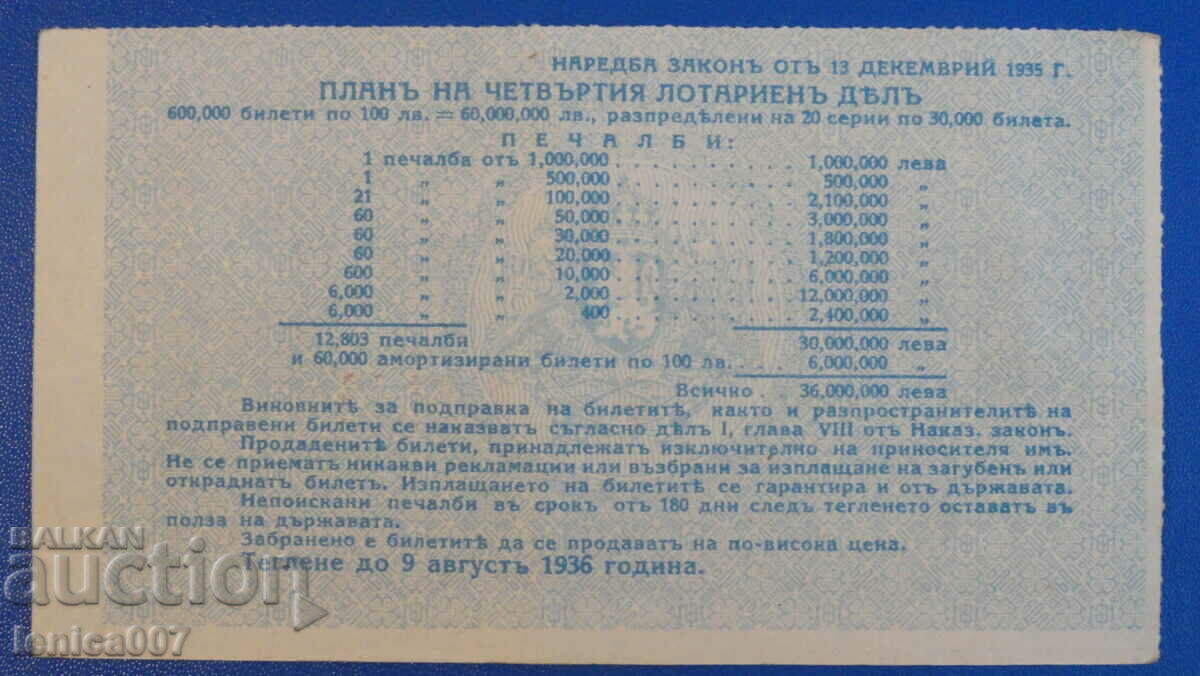 НАРЕДБА ЗАКОНЪ ОТЪ 13 ДЕКЕМВРИЙ 1935 Г.
ПЛАНЪ НА ЧЕТВЪРТИЯ ЛОТАРИЕНЪ ДѢЛЪ
600,000 билети по 100 лв. = 60,000,000 лв., разпредѣлени на 20 серии по 30,000 билета.
ПЕЧАЛБИ:
1 печалба отъ 1,000,000 . . . . . . . . . . 1,000,000 лева
1 „ „ 500,000 . . . . . . . . . . 500,000 „
21 „ „ 100,000 . . . . . . . . . . 2,100,000 „
60 „ „ 50,000 . . . . . . . . . . 3,000,000 „
60 „ „ 30,000 . . . . . . . . . . 1,800,000 „
60 „ „ 20,000 . . . . . . . . . . 1,200,000 „
600 „ „ 10,000 . . . . . . . . . . 6,000,000 „
6,000 „ „ 2,000 . . . . . . . . . . 12,000,000 „
6,000 „ „ 400 . . . . . . . . . . 2,400,000 „
12,803 печалби 30,000,000 лева
и 60,000 амортизирани билети по 100 лв. . . . 6,000,000 „
Всичко . 36,000,000 лева
Виновнитѣ за подправка на билетитѣ, както и разпространителитѣ на
подправени билети се наказватъ съгласно дѣлъ I, глава VIII отъ Наказ. законъ.
Продаденитѣ билети, принадлежатъ изключително на приносителя имъ.
Не се приематъ никакви рекламации или възбрани за изплащане на загубенъ или
откраднатъ билетъ. Изплащането на билетитѣ се гарантира и отъ държавата.
Непоискани печалби въ срокъ отъ 180 дни следъ тегленето оставатъ въ
полза на държавата.
Забранено е билетитѣ да се продаватъ на по-висока цена.
Теглене до 9 августъ 1936 година.
BALKAN
auction
lenica007